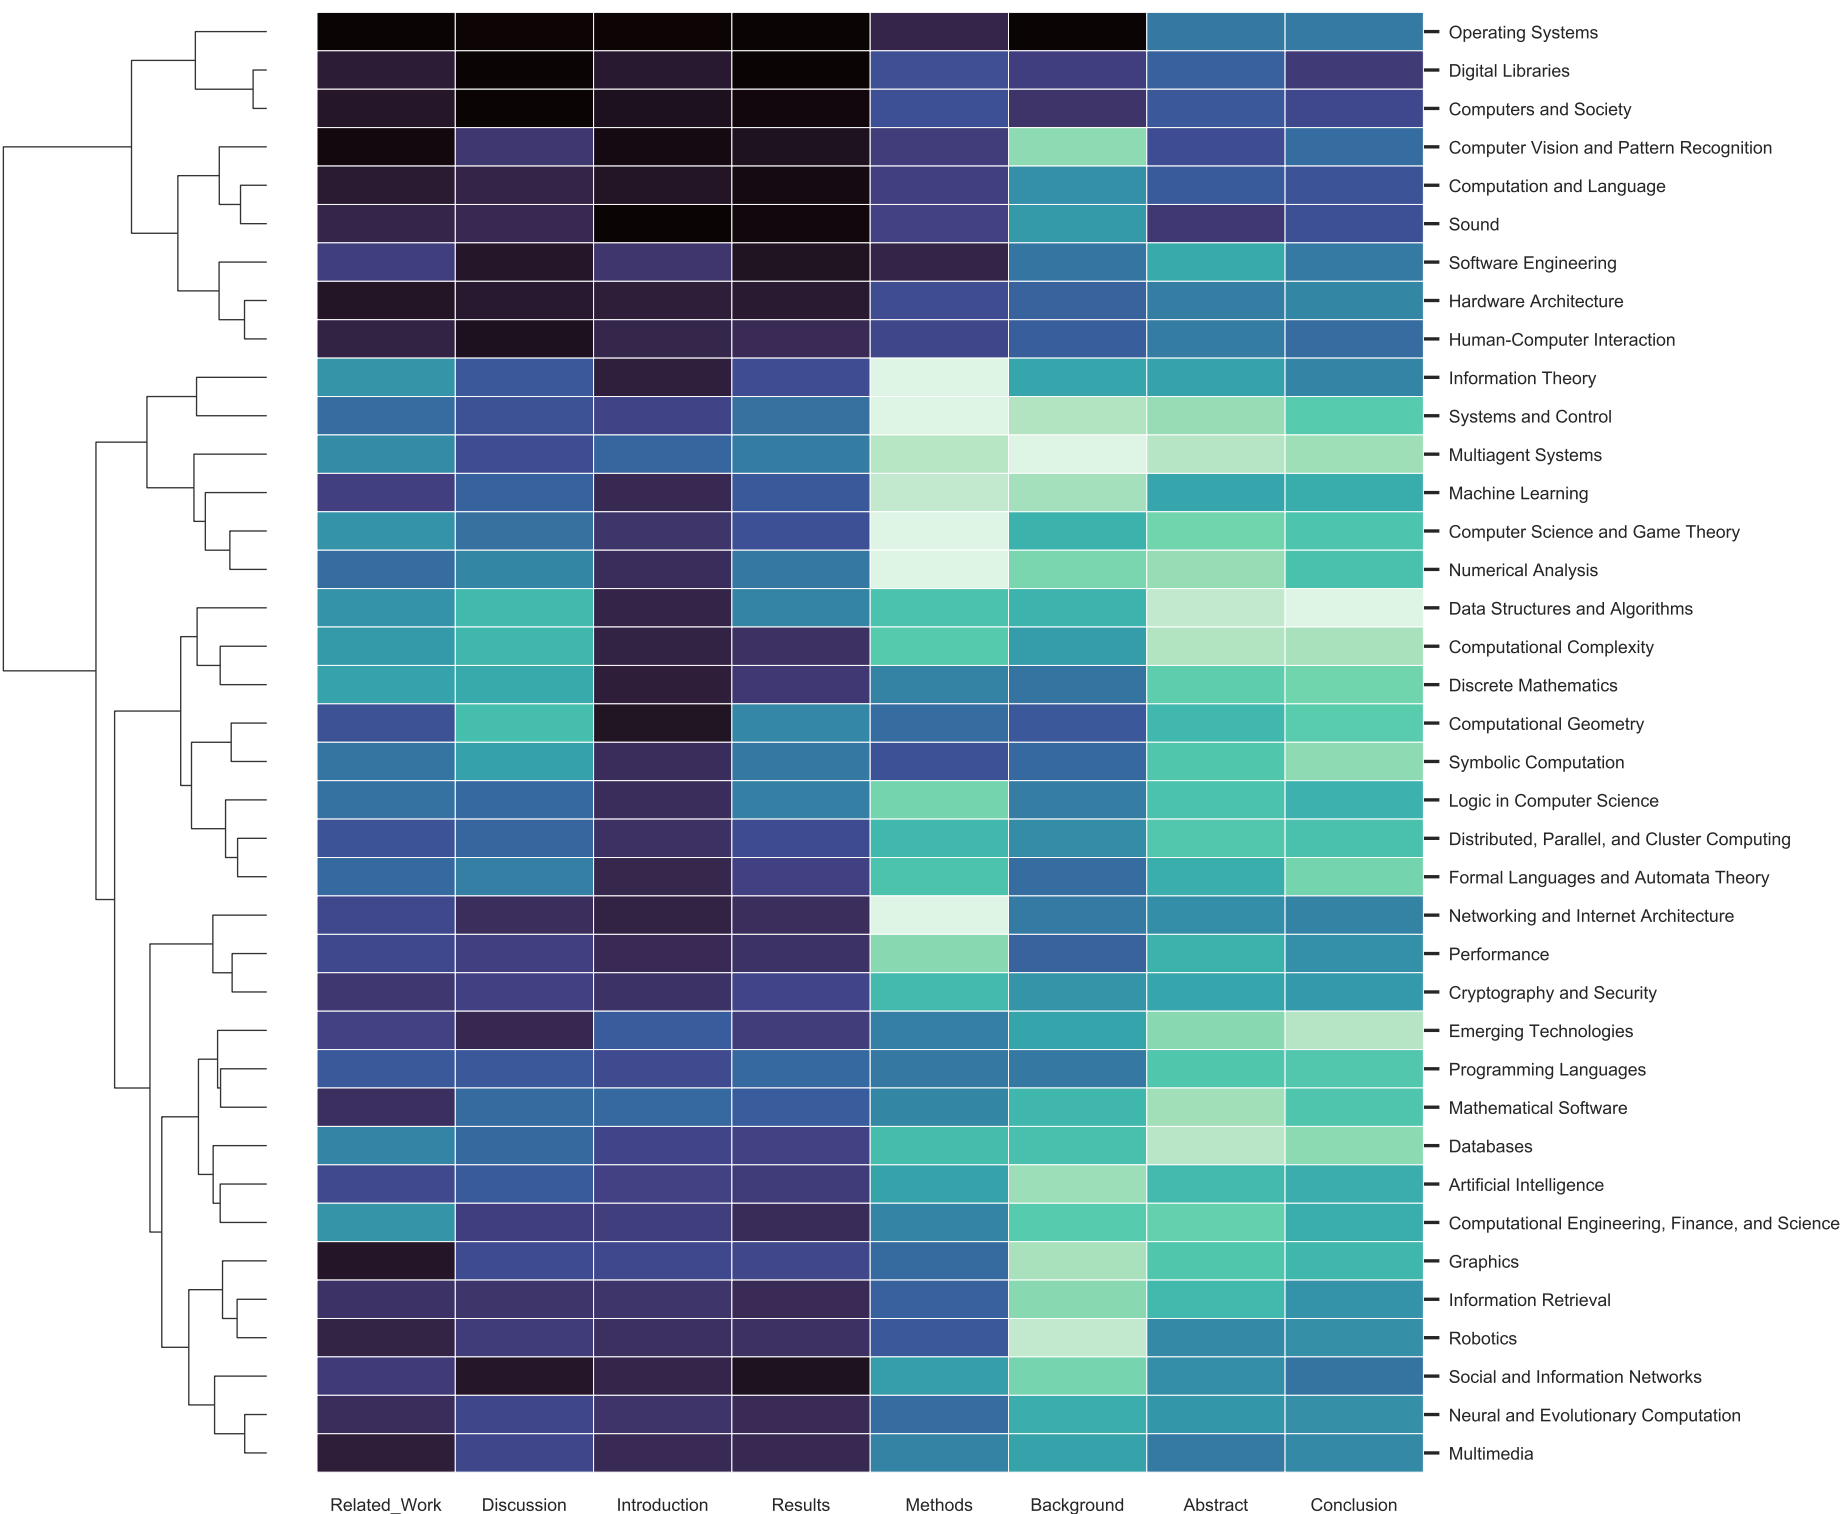 Operating Systems
Digital Libraries
Computers and Society
Computer Vision and Pattern Recognition
Computation and Language
Sound
Software Engineering
Hardware Architecture
Human-Computer Interaction
Information Theory
Systems and Control
Multiagent Systems
Machine Learning
Computer Science and Game Theory
Numerical Analysis
Data Structures and Algorithms
Computational Complexity
Discrete Mathematics
Computational Geometry
Symbolic Computation
Logic in Computer Science
Distributed, Parallel, and Cluster Computing
Formal Languages and Automata Theory
Networking and Internet Architecture
Performance
Cryptography and Security
Emerging Technologies
Programming Languages
Mathematical Software
Databases
Artificial Intelligence
Computational Engineering, Finance, and Science
Graphics
Information Retrieval
Robotics
Social and Information Networks
Neural and Evolutionary Computation
Multimedia
Related_Work Discussion Introduction Results Methods Background Abstract Conclusion